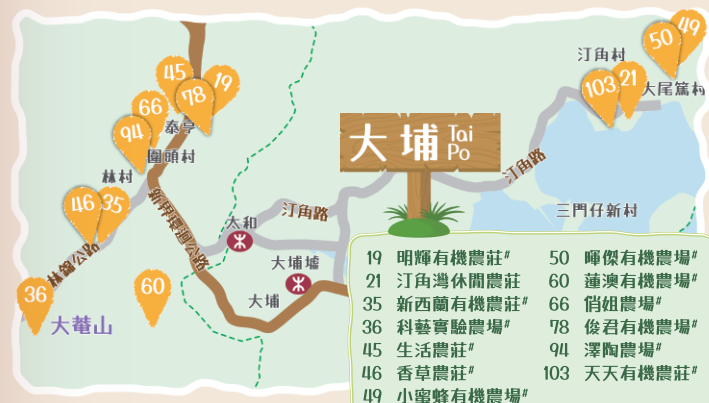 49
50
汀角村
45
19
21
78
103
大尾篤村
66
泰亨
94
大埔 Tai Po
圍頭村
林村
汀角路
46
35
新界環迴公路
汀角路
三門仔新村
太和
林錦公路
大埔墟
60
36
大埔
大菴山
19 明輝有機農莊#
21 汀角灣休閒農莊
35 新西蘭有機農莊#
36 科藝實驗農場#
45 生活農莊#
46 香草農莊#
49 小蜜蜂有機農場#
50 暉傑有機農場#
60 蓮澳有機農場#
66 俏姐農場#
78 俊君有機農場#
94 澤陶農場#
103 天天有機農莊#